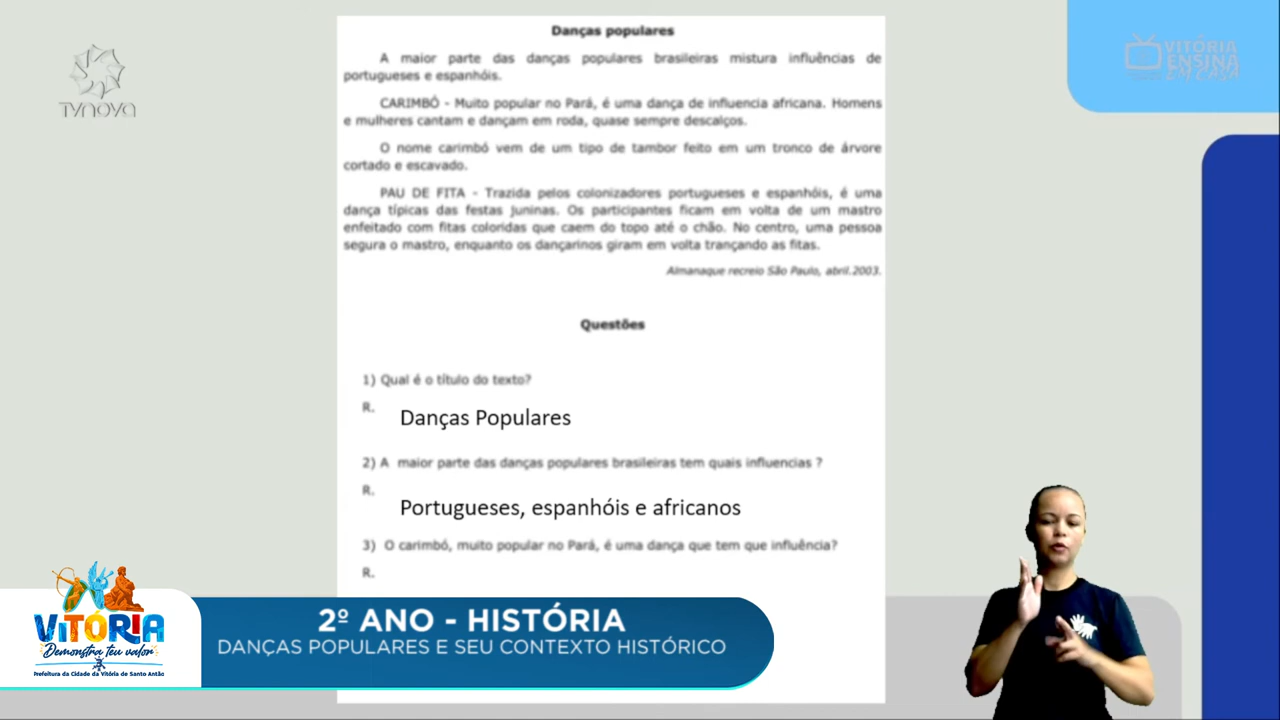 TVNOVA
VITÓRIA
ENSINA
EM CASA
Danças populares
A maior parte das danças populares brasileiras mistura influências de
portugueses e espanhóis.
CARIMBÓ - Muito popular no Pará, é uma dança de influencia africana. Homens
e mulheres cantam e dançam em roda, quase sempre descalços.
O nome carimbó vem de um tipo de tambor feito em um tronco de árvore
cortado e escavado.
PAU DE FITA - Trazida pelos colonizadores portugueses e espanhóis, é uma
dança típicas das festas juninas. Os participantes ficam em volta de um mastro
enfeitado com fitas coloridas que caem do topo até o chão. No centro, uma pessoa
segura o mastro, enquanto os dançarinos giram em volta trançando as fitas.
Almanaque recreio São Paulo, abril.2003.
Questões
1) Qual é o título do texto?
R.
Danças Populares
2) A maior parte das danças populares brasileiras tem quais influencias ?
R.
Portugueses, espanhóis e africanos
3) O carimbó, muito popular no Pará, é uma dança que tem que influência?
R.
2º ANO - HISTÓRIA
DANÇAS POPULARES E SEU CONTEXTO HISTÓRICO
VITÓRIA
Demonstra teu valor
Prefeitura da Cidade da Vitória de Santo Antão